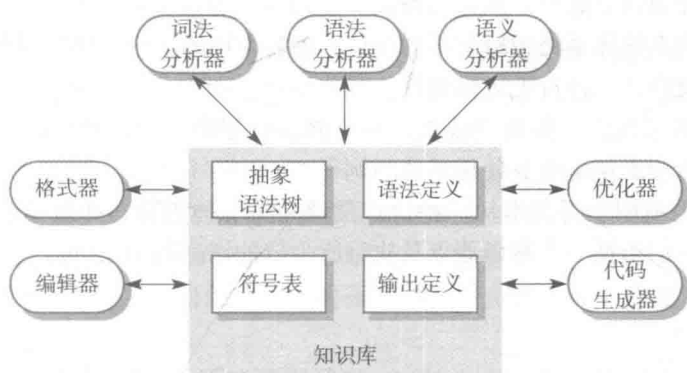 词法
分析器
语法
分析器
语义
分析器
格式器
抽象
语法树
语法定义
优化器
编辑器
符号表
输出定义
代码
生成器
知识库